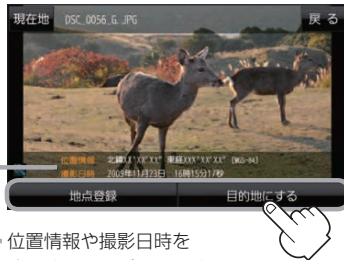 現在地 DSC_0056_G.JPG 戻る
位置情報 北緯XX°XX'XX" 東経XXX°XX'XX" (WGS-84)
撮影日時 2009年11月23日 16時15分17秒
地点登録 目的地にする
位置情報や撮影日時を